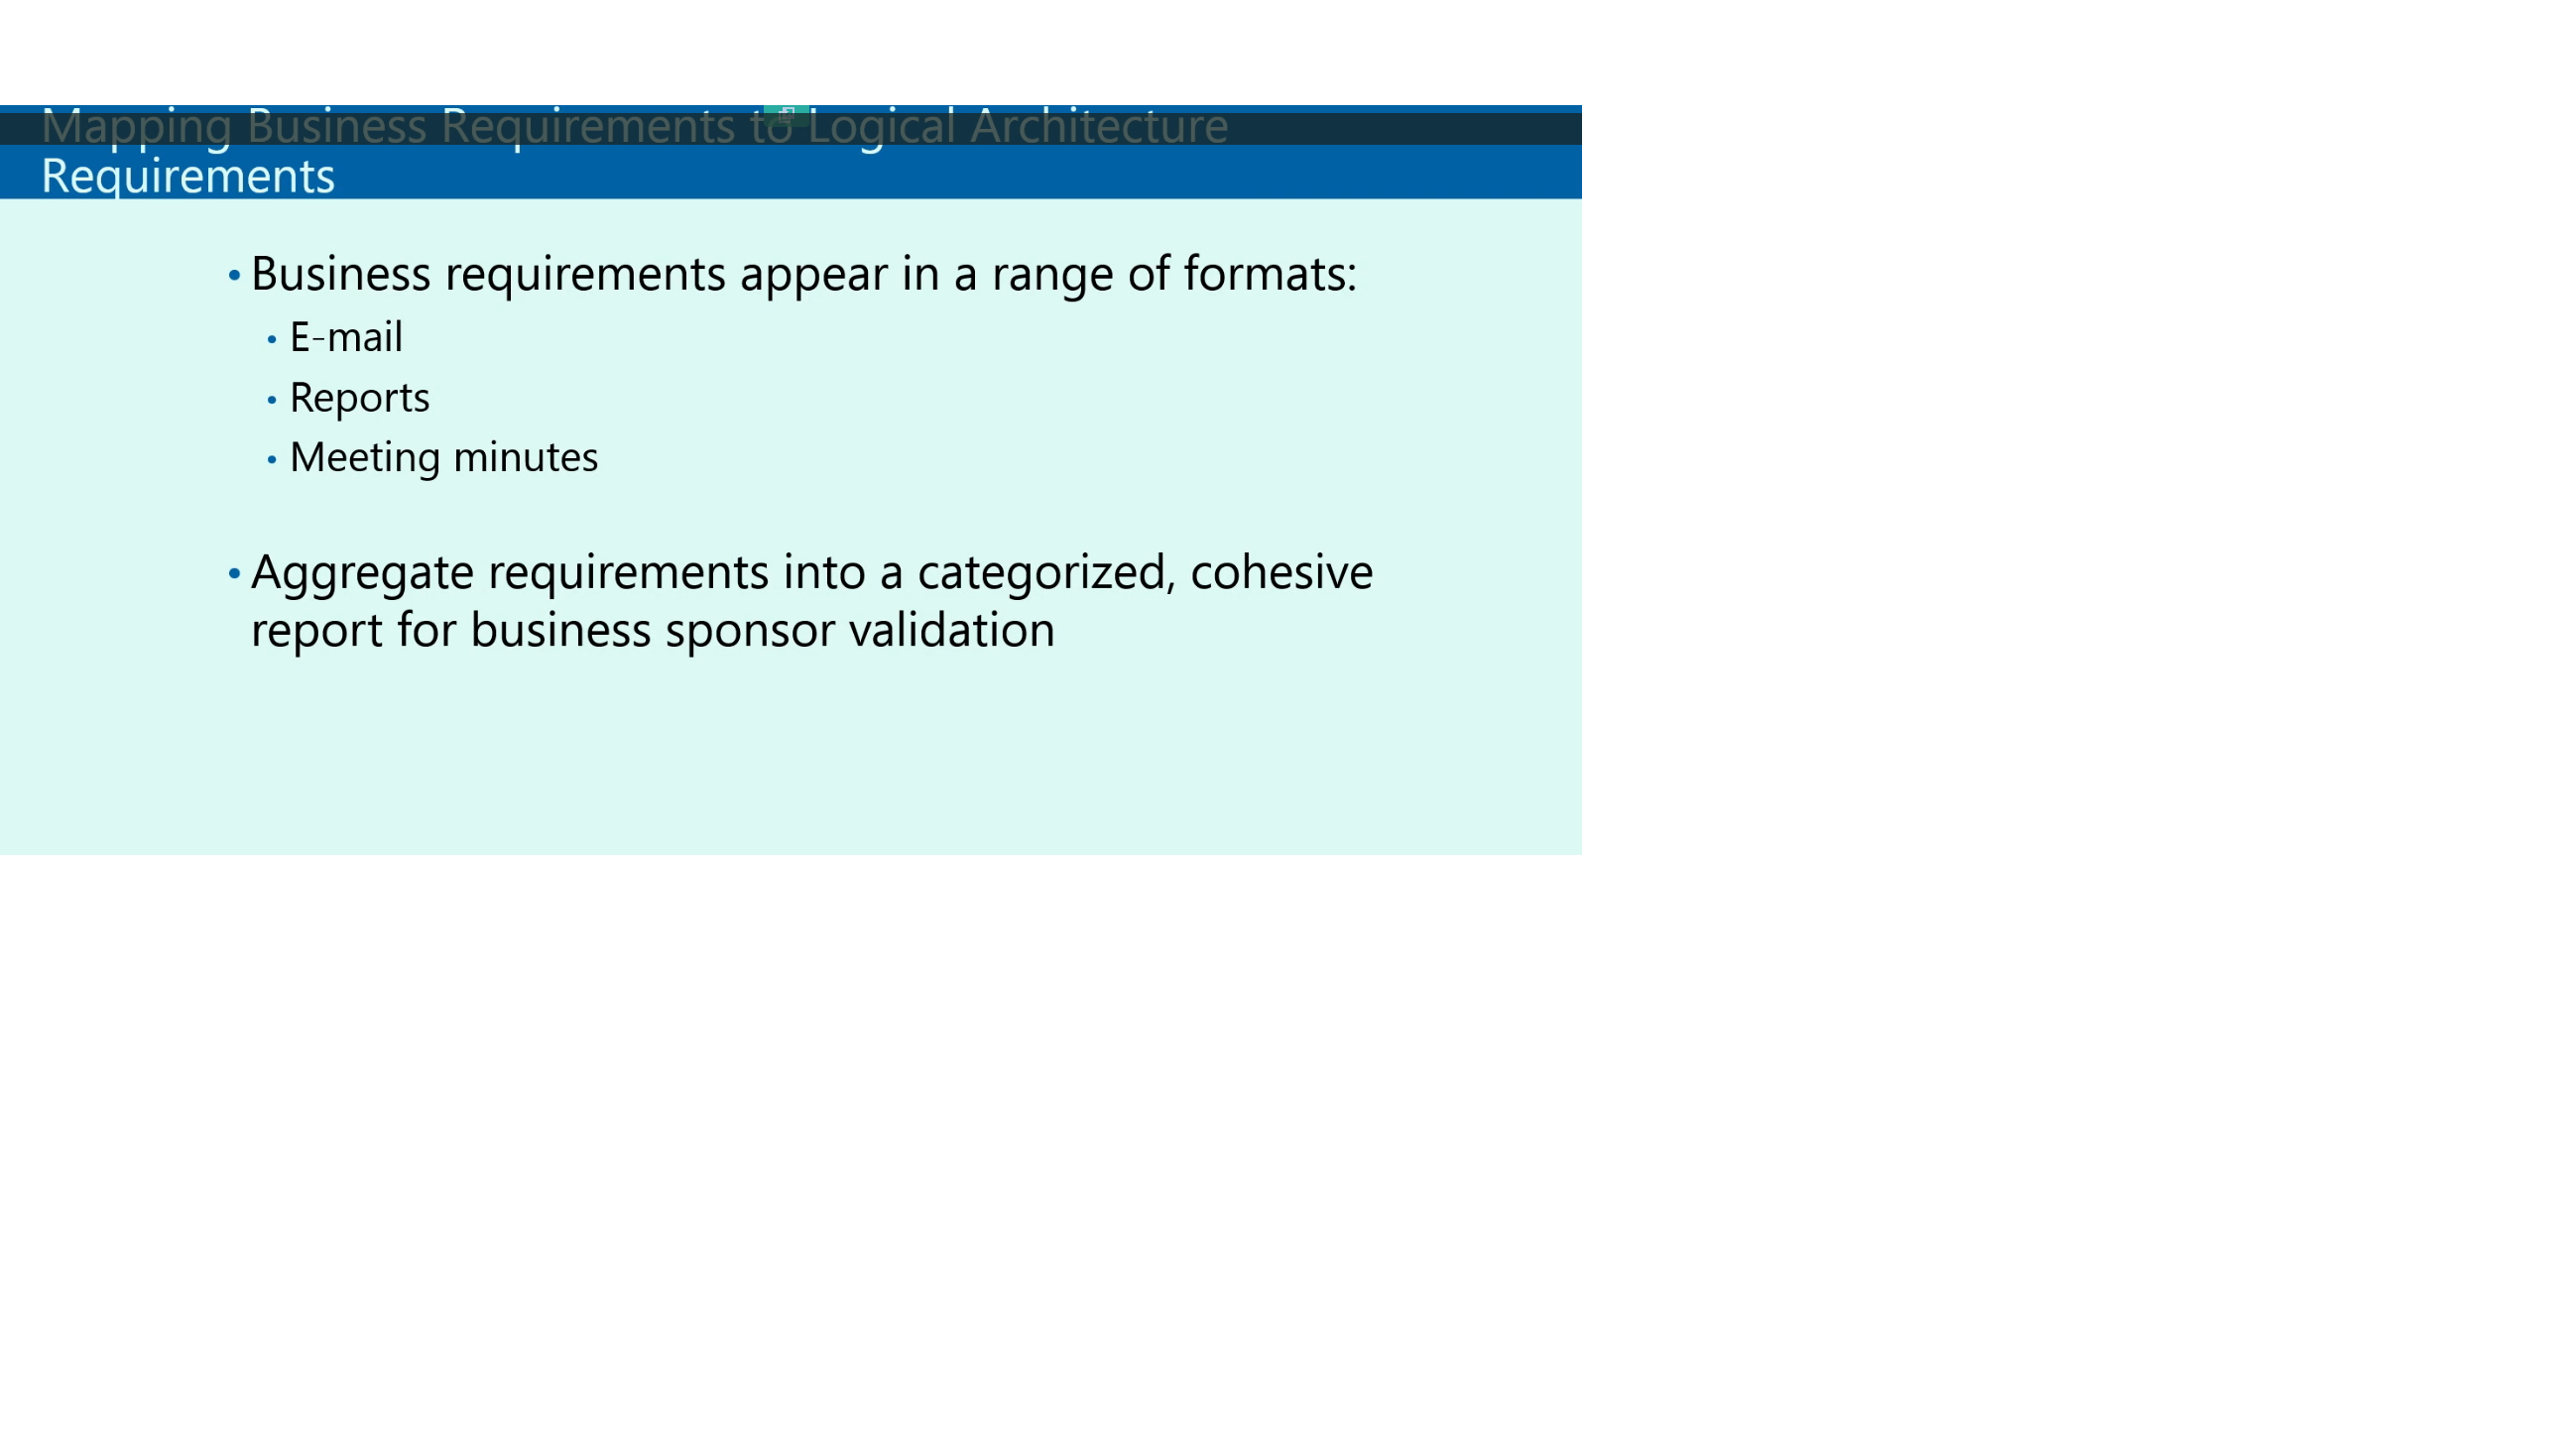 Mapping Business Requirements to Logical Architecture
Requirements
• Business requirements appear in a range of formats:
• E-mail
• Reports
• Meeting minutes
• Aggregate requirements into a categorized, cohesive
report for business sponsor validation